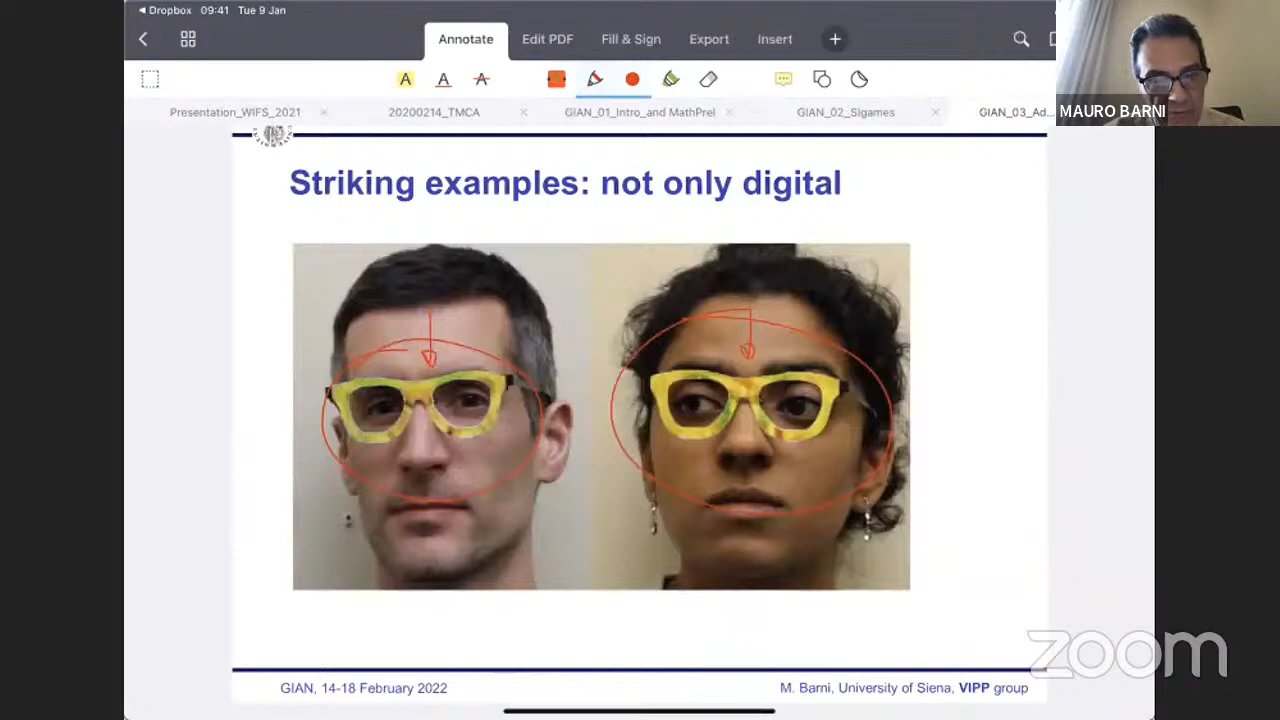 Dropbox 09:41 Tue 9 Jan
Annotate Edit PDF Fill & Sign Export Insert +
A A A
Presentation_WIFS_2021 × 20200214_TMCA × GIAN_01_Intro_and MathPrel × GIAN_02_SIgames × GIAN_03_Ad...
MAURO BARNI
Striking examples: not only digital
zoom
GIAN, 14-18 February 2022 M. Barni, University of Siena, VIPP group